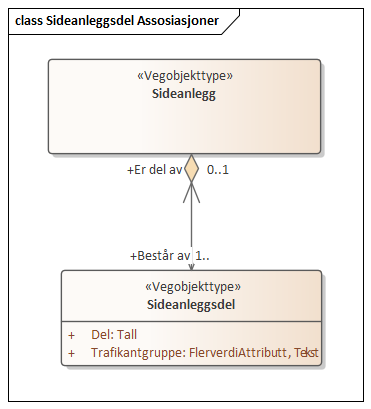 class Sideanleggsdel Assosiasjoner
«Vegobjekttype»
Sideanlegg
+Er del av 0..1
+Består av 1..
«Vegobjekttype»
Sideanleggsdel
+ Del: Tall
+ Trafikantgruppe: FlerverdiAttributt, Tekst